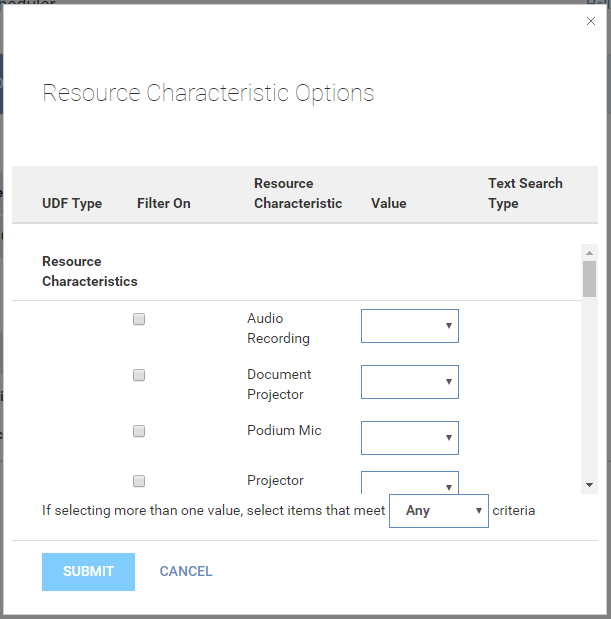 Resource Characteristic Options
UDF Type Filter On Resource Characteristic Value Text Search Type
Resource
Characteristics
Audio
Recording
Document
Projector
Podium Mic
Projector
If selecting more than one value, select items that meet Any criteria
SUBMIT CANCEL